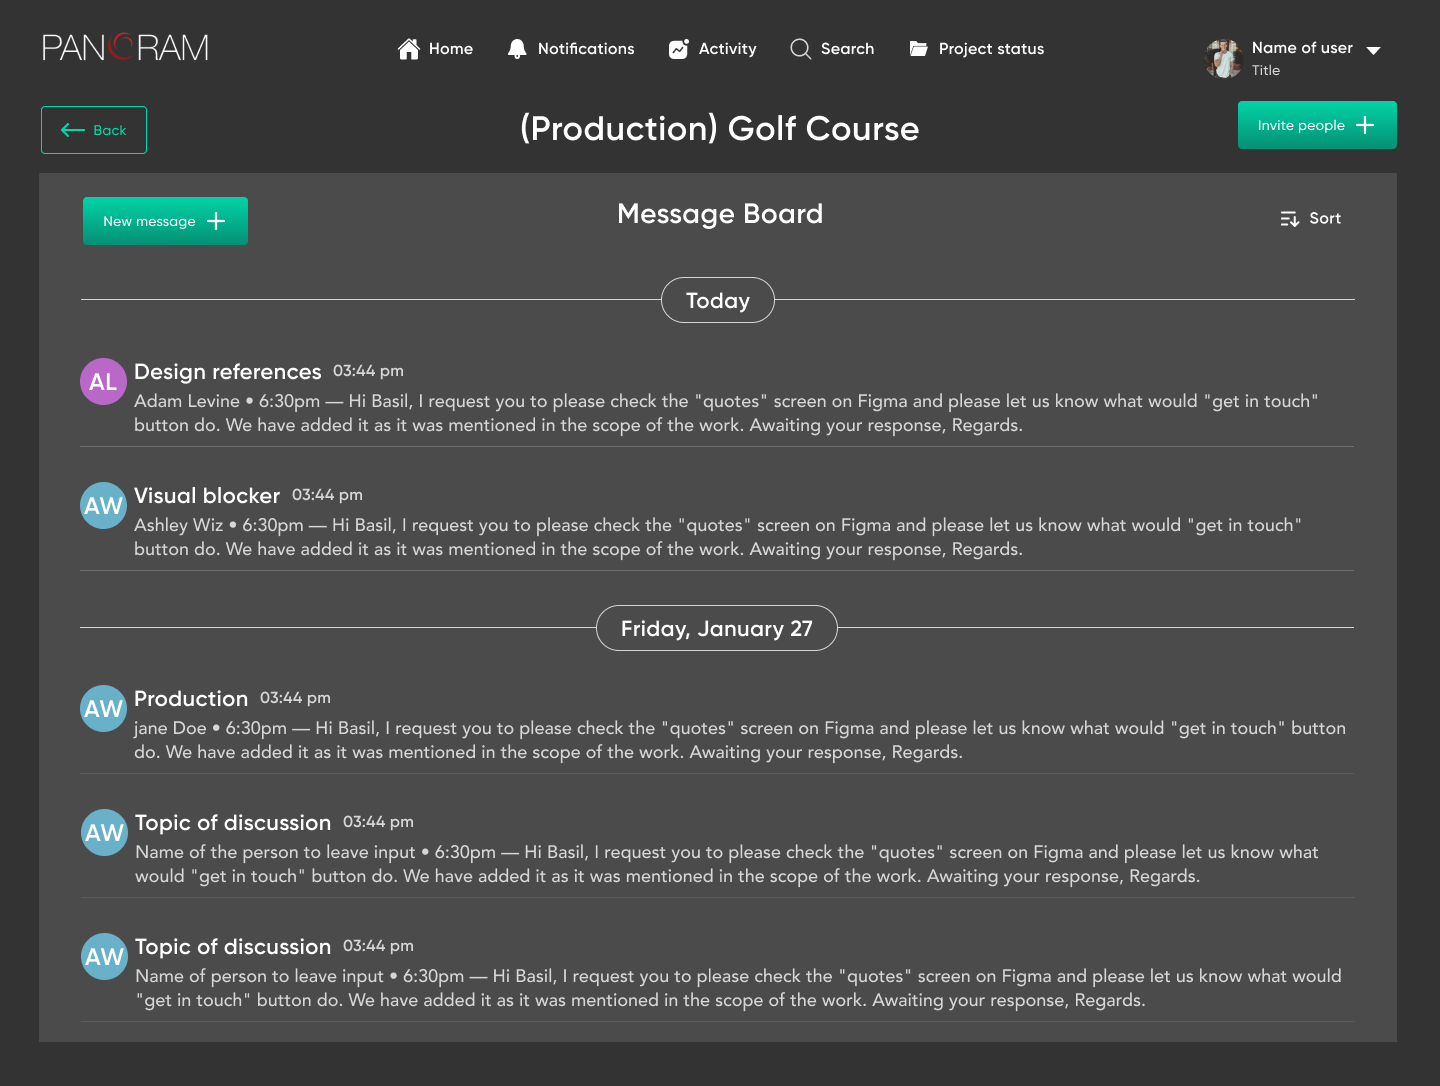 PANORAM
Home
Notifications
Activity
Search
Project status
Name of user
Title
Back
(Production) Golf Course
Invite people
New message
Message Board
Sort
Today
AL
Design references 03:44 pm
Adam Levine • 6:30pm — Hi Basil, I request you to please check the "quotes" screen on Figma and please let us know what would "get in touch"
button do. We have added it as it was mentioned in the scope of the work. Awaiting your response, Regards.
AW
Visual blocker 03:44 pm
Ashley Wiz • 6:30pm — Hi Basil, I request you to please check the "quotes" screen on Figma and please let us know what would "get in touch"
button do. We have added it as it was mentioned in the scope of the work. Awaiting your response, Regards.
Friday, January 27
AW
Production 03:44 pm
jane Doe • 6:30pm — Hi Basil, I request you to please check the "quotes" screen on Figma and please let us know what would "get in touch" button
do. We have added it as it was mentioned in the scope of the work. Awaiting your response, Regards.
AW
Topic of discussion 03:44 pm
Name of the person to leave input • 6:30pm — Hi Basil, I request you to please check the "quotes" screen on Figma and please let us know what
would "get in touch" button do. We have added it as it was mentioned in the scope of the work. Awaiting your response, Regards.
AW
Topic of discussion 03:44 pm
Name of person to leave input • 6:30pm — Hi Basil, I request you to please check the "quotes" screen on Figma and please let us know what would
"get in touch" button do. We have added it as it was mentioned in the scope of the work. Awaiting your response, Regards.